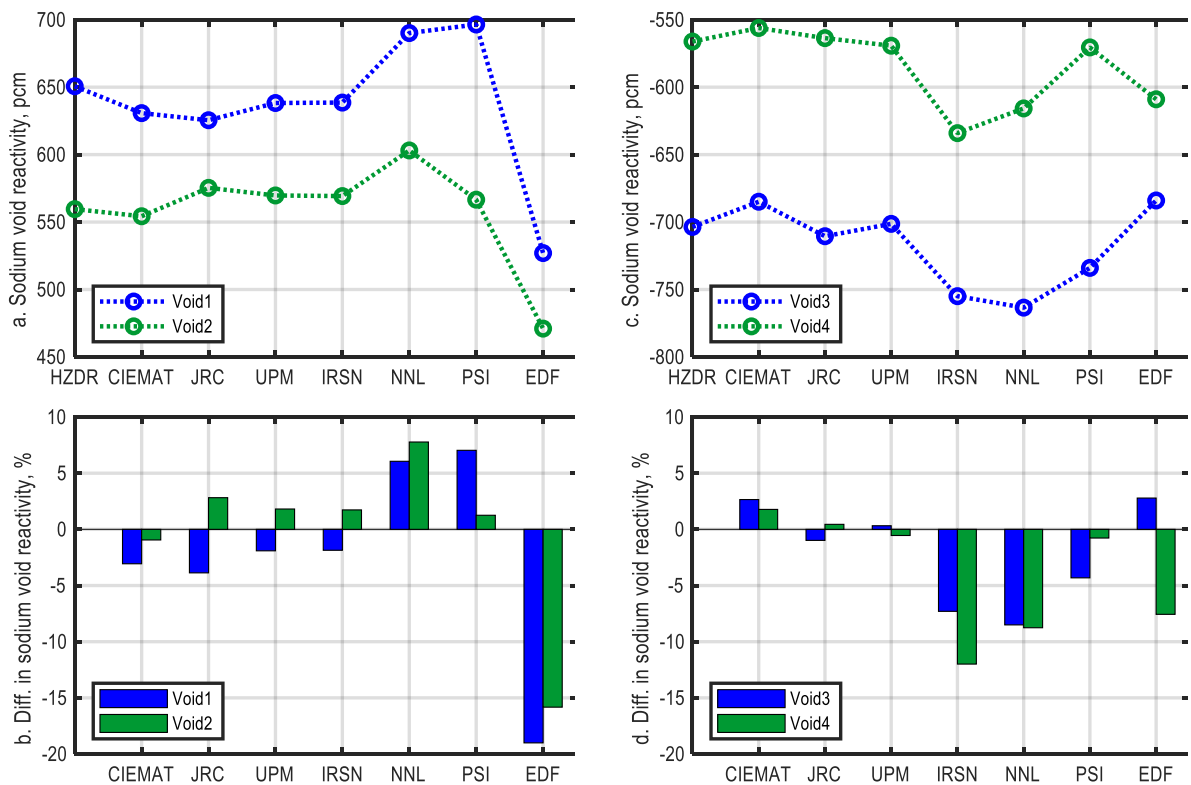 a. Sodium void reactivity, pcm
700
650
600
550
500
450
Void1
Void2
HZDR CIEMAT JRC UPM IRSN NNL PSI EDF
c. Sodium void reactivity, pcm
-550
-600
-650
-700
-750
-800
Void3
Void4
HZDR CIEMAT JRC UPM IRSN NNL PSI EDF
b. Diff. in sodium void reactivity, %
10
5
0
-5
-10
-15
-20
Void1
Void2
CIEMAT JRC UPM IRSN NNL PSI EDF
d. Diff. in sodium void reactivity, %
10
5
0
-5
-10
-15
-20
Void3
Void4
CIEMAT JRC UPM IRSN NNL PSI EDF